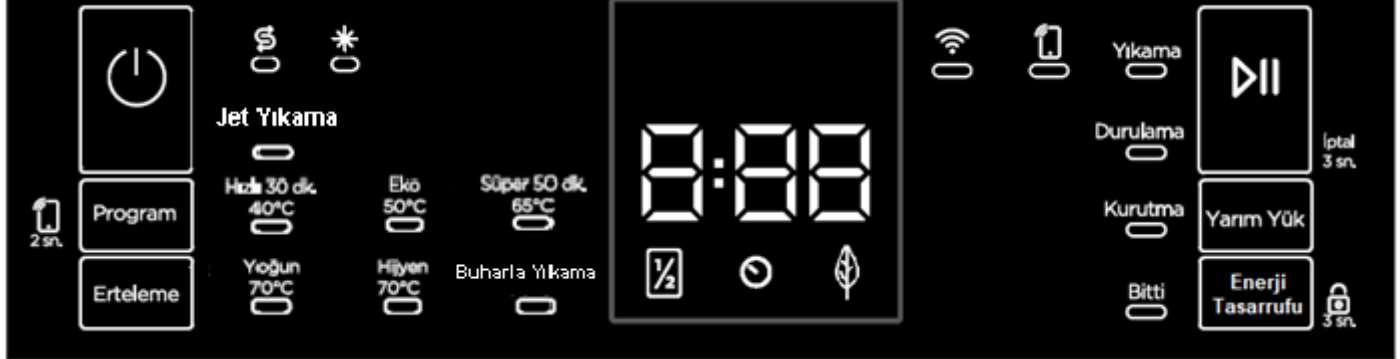 Jet Yıkama
Hızlı 30 dk.
40°C
Eko
50°C
Süper 50 dk.
65°C
Yoğun
70°C
Hijyen
70°C
Buharla Yıkama
Program
2 sn.
Erteleme
8:88
1/2
Yıkama
Durulama
Kurutma
Bitti
İptal
3 sn.
Yarım Yük
Enerji
Tasarrufu
3 sn.